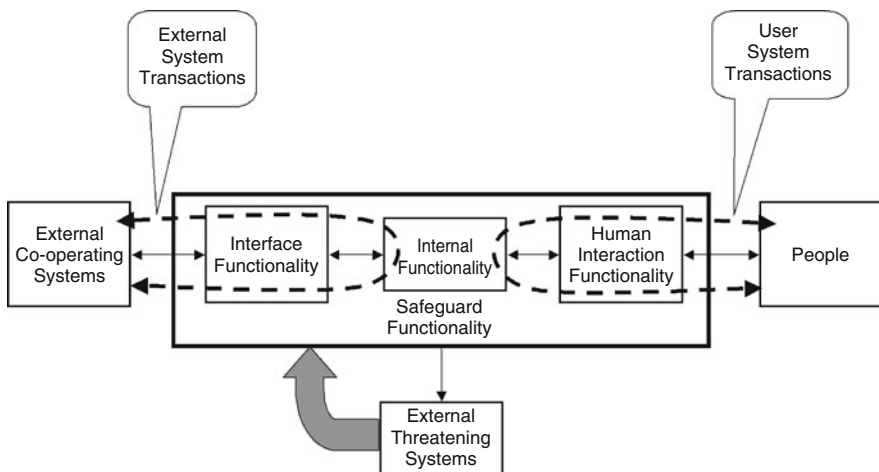 External
System
Transactions
User
System
Transactions
External
Co-operating
Systems
Interface
Functionality
Internal
Functionality
Human
Interaction
Functionality
People
Safeguard
Functionality
External
Threatening
Systems